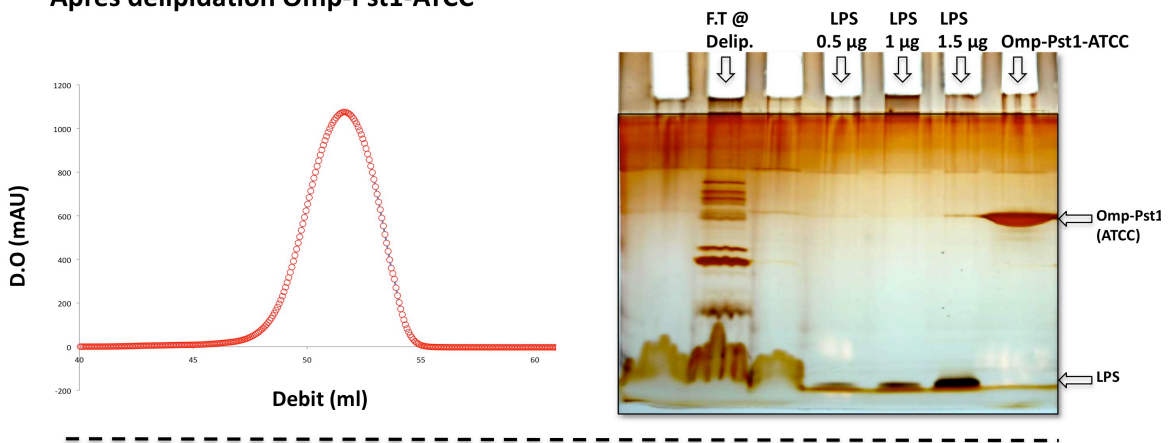 Après délipidation Omp-Pst1-ATCC
1200
1000
800
600
400
200
0
-200
40
45
50
55
60
D.O (mAU)
Debit (ml)
F.T @
Delip.
LPS
0.5 µg
LPS
1 µg
LPS
1.5 µg
Omp-Pst1-ATCC
Omp-Pst1
(ATCC)
LPS